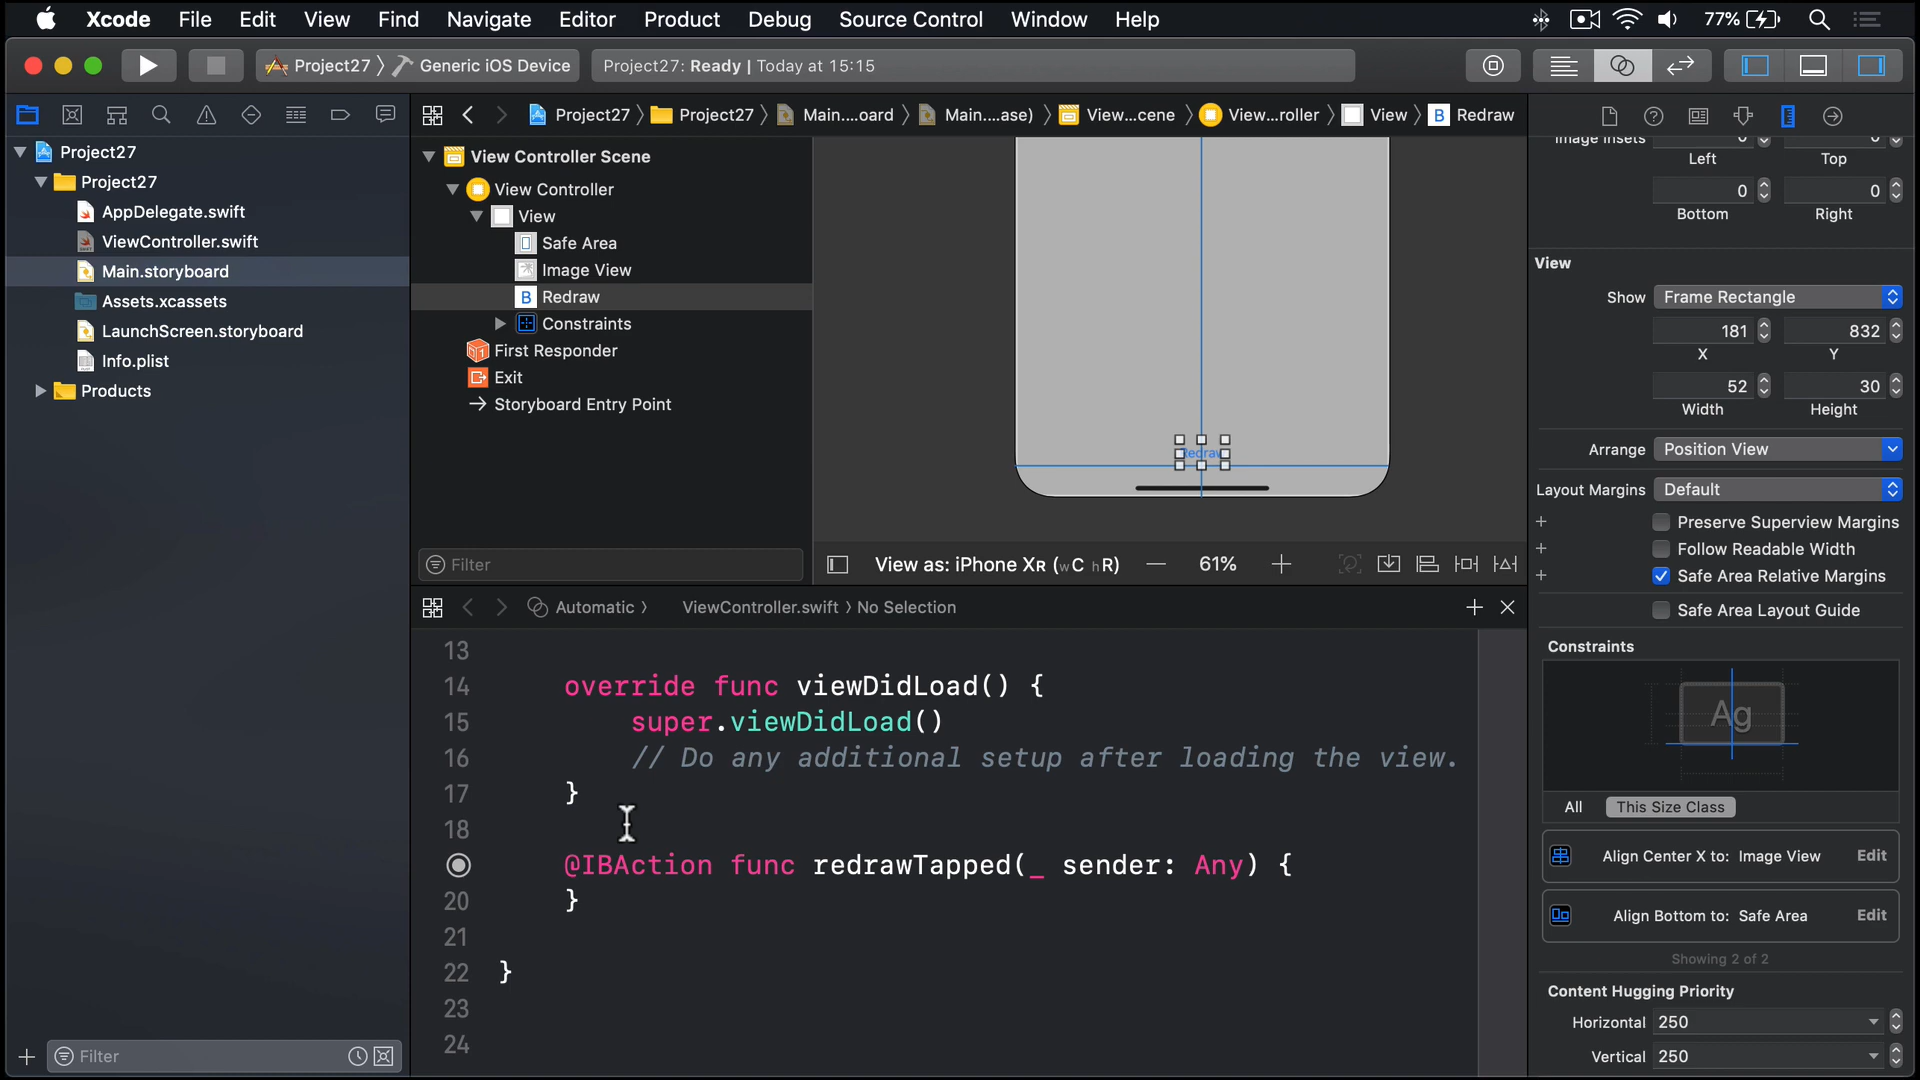 Xcode File Edit View Find Navigate Editor Product Debug Source Control Window Help 77%
Project27 Generic iOS Device
Project27: Ready | Today at 15:15
Project27
Project27
AppDelegate.swift
ViewController.swift
Main.storyboard
Assets.xcassets
LaunchScreen.storyboard
Info.plist
Products
Filter
Project27 Project27 Main....oard Main....ase) View...cene View...roller View B Redraw
View Controller Scene
View Controller
View
Safe Area
Image View
B Redraw
Constraints
First Responder
Exit
Storyboard Entry Point
Filter
View as: iPhone XR (wC hR) 61%
Automatic ViewController.swift No Selection
13
14 override func viewDidLoad() {
15 super.viewDidLoad()
16 // Do any additional setup after loading the view.
17 }
18
@IBAction func redrawTapped(_ sender: Any) {
20 }
21
22 }
23
24
Image Insets 0 0
Left Top
0 0
Bottom Right
View
Show Frame Rectangle
181 832
X Y
52 30
Width Height
Arrange Position View
Layout Margins Default
Preserve Superview Margins
Follow Readable Width
Safe Area Relative Margins
Safe Area Layout Guide
Constraints
Ag
All This Size Class
Align Center X to: Image View Edit
Align Bottom to: Safe Area Edit
Showing 2 of 2
Content Hugging Priority
Horizontal 250
Vertical 250